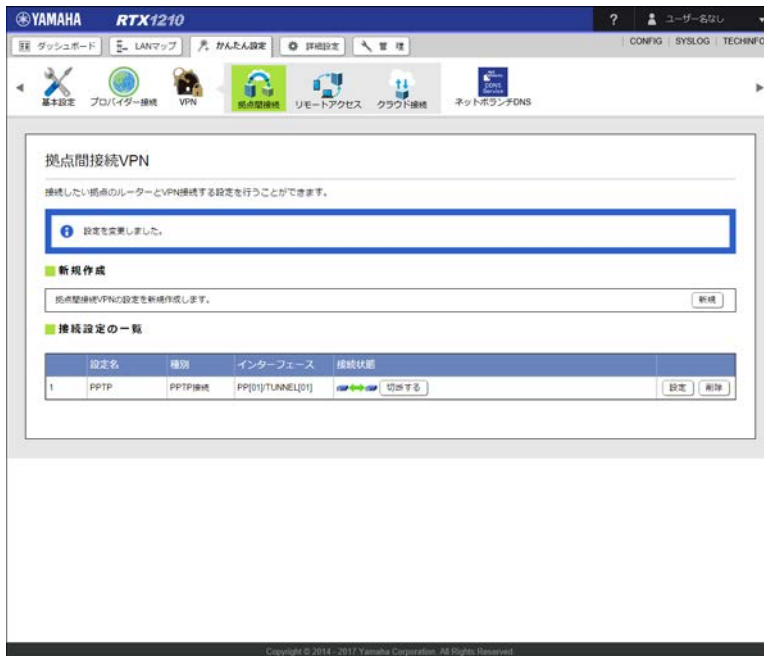 YAMAHA RTX1210 ? ユーザー名なし
ダッシュボード LANマップ かんたん設定 詳細設定 管理 CONFIG SYSLOG TECHINFO
基本設定 プロバイダー接続 VPN 拠点間接続 リモートアクセス クラウド接続 ネットボランチDNS
拠点間接続VPN
接続したい拠点のルーターとVPN接続する設定を行うことができます。
設定を変更しました。
新規作成
拠点間接続VPNの設定を新規作成します。 新規
接続設定の一覧
設定名 種別 インターフェース 接続状態
1 PPTP PPTP接続 PP[01]/TUNNEL[01] 切断する 設定 削除
Copyright © 2014 - 2017 Yamaha Corporation. All Rights Reserved.